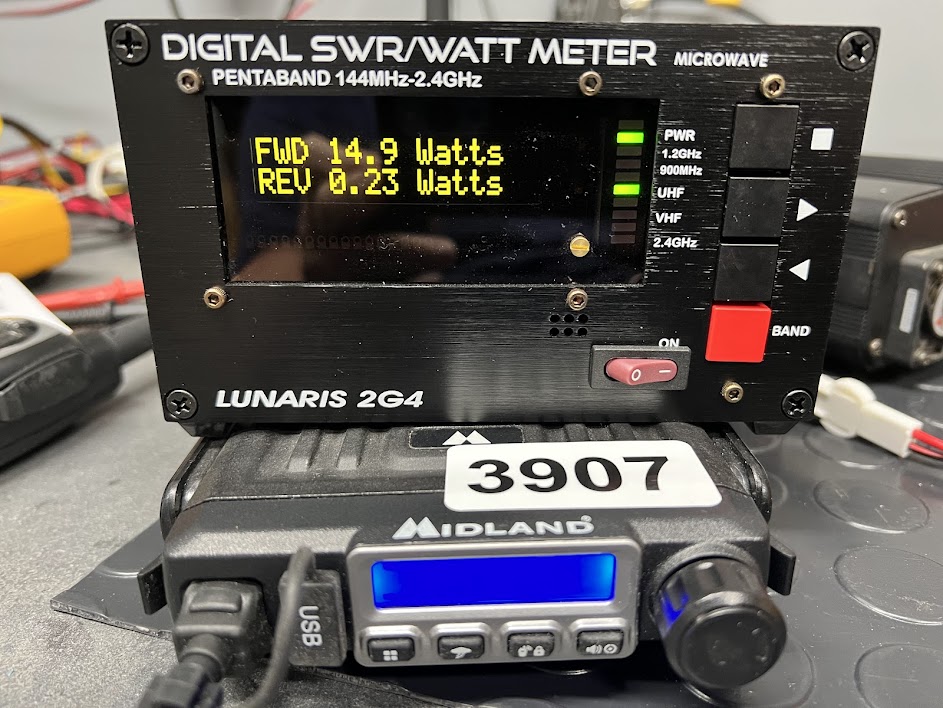 DIGITAL SWR/WATT METER MICROWAVE
PENTABAND 144MHz-2.4GHz
FWD 14.9 Watts
REV 0.23 Watts
PWR
1.2GHz
900MHz
UHF
VHF
2.4GHz
BAND
ON
LUNARIS 2G4
3907
MIDLAND
USB